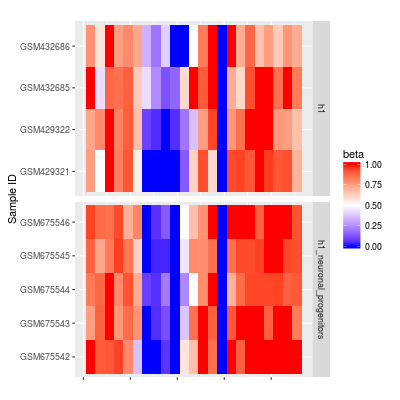 Sample ID
GSM432686
GSM432685
GSM429322
GSM429321
h1
GSM675546
GSM675545
GSM675544
GSM675543
GSM675542
h1_neuronal_progenitors
beta
1.00
0.75
0.50
0.25
0.00